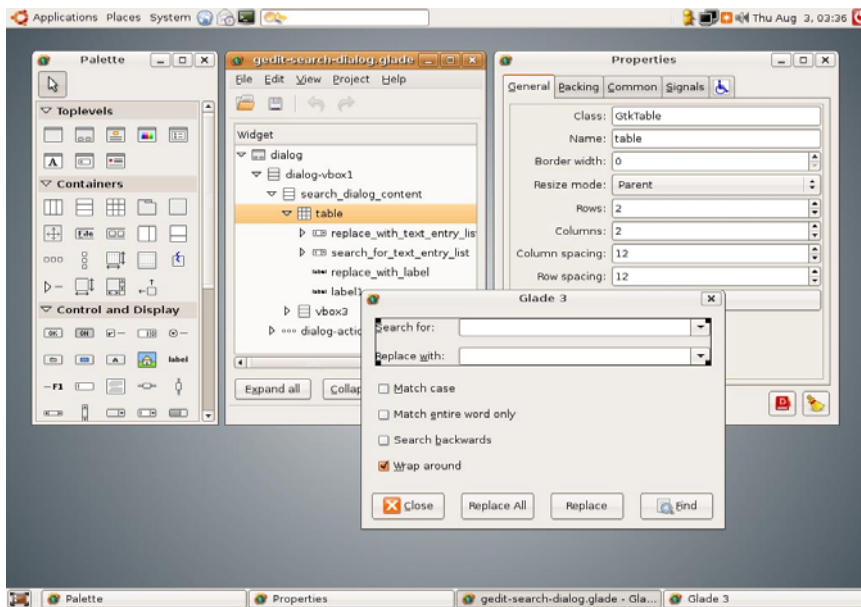 Applications Places System
Thu Aug 3, 03:36
Palette
Toplevels
Containers
Control and Display
label
gedit-search-dialog.glade
File Edit View Project Help
Widget
dialog
dialog-vbox1
search_dialog_content
table
replace_with_text_entry_lis
search_for_text_entry_list
label replace_with_label
label label1
vbox3
dialog-actio
Expand all
Collap
Properties
General Packing Common Signals
Class: GtkTable
Name: table
Border width: 0
Resize mode: Parent
Rows: 2
Columns: 2
Column spacing: 12
Row spacing: 12
Glade 3
Search for:
Replace with:
Match case
Match entire word only
Search backwards
Wrap around
Close Replace All Replace Find
Palette
Properties
gedit-search-dialog.glade - Gla...
Glade 3